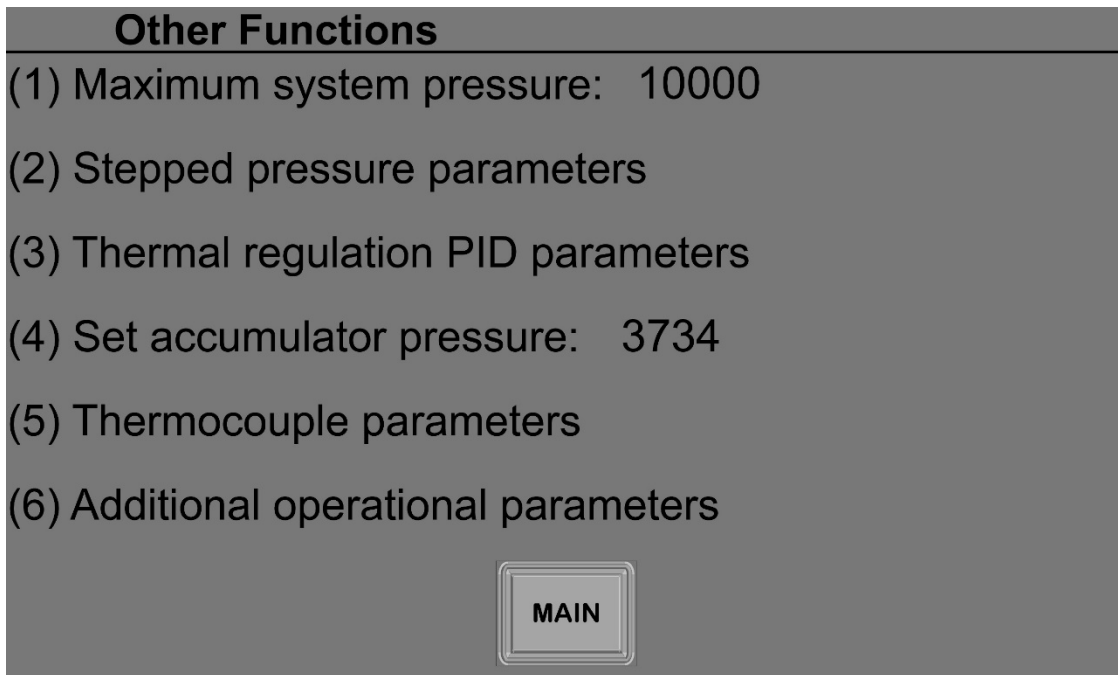 Other Functions
(1) Maximum system pressure: 10000
(2) Stepped pressure parameters
(3) Thermal regulation PID parameters
(4) Set accumulator pressure: 3734
(5) Thermocouple parameters
(6) Additional operational parameters
MAIN